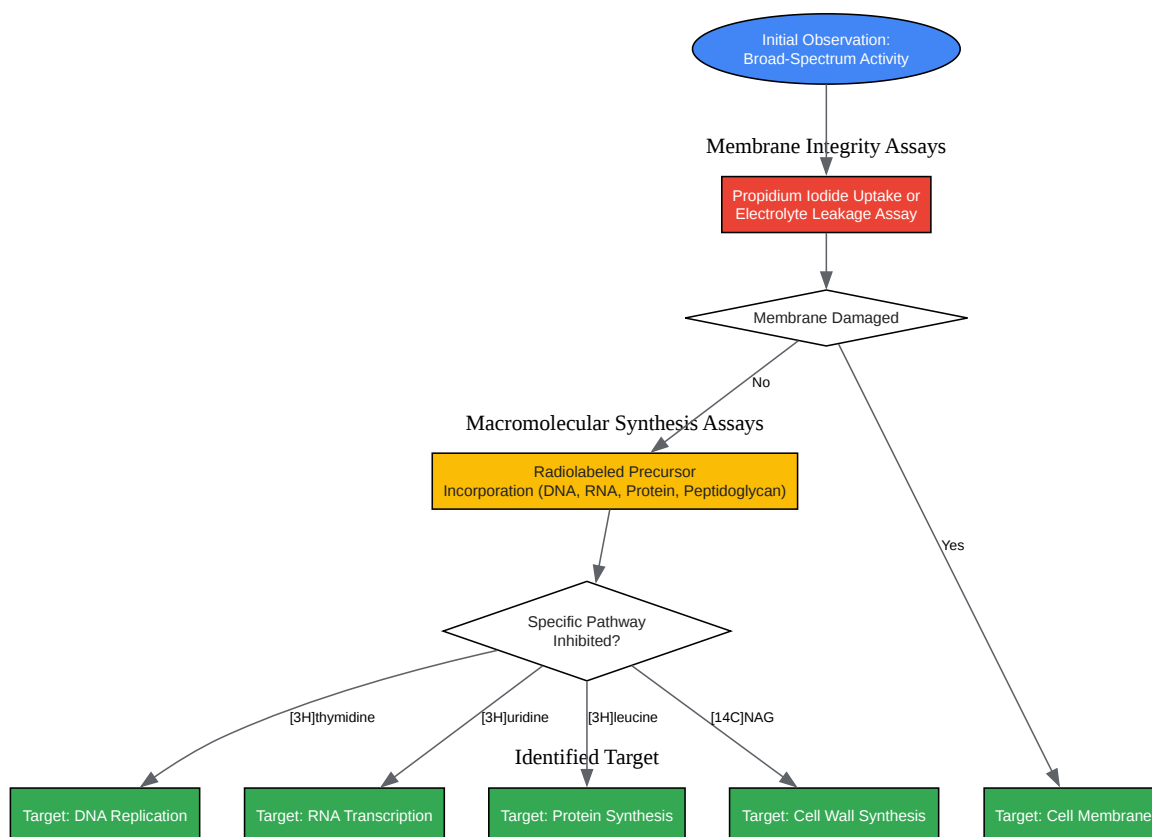 Initial Observation:
Broad-Spectrum Activity
Membrane Integrity Assays
Propidium Iodide Uptake or
Electrolyte Leakage Assay
Membrane Damaged
No
Macromolecular Synthesis Assays
Radiolabeled Precursor
Incorporation (DNA, RNA, Protein, Peptidoglycan)
Yes
Specific Pathway
Inhibited?
[3H]thymidine
[3H]uridine
[3H]leucine
[14C]NAG
Identified Target
Target: DNA Replication
Target: RNA Transcription
Target: Protein Synthesis
Target: Cell Wall Synthesis
Target: Cell Membrane